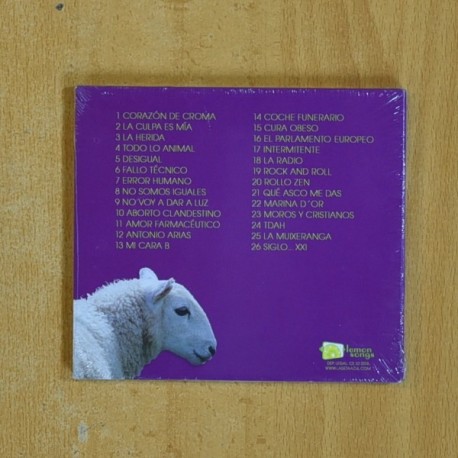 1 CORAZÓN DE CROMA
2 LA CULPA ES MÍA
3 LA HERIDA
4 TODO LO ANIMAL
5 DESIGUAL
6 FALLO TÉCNICO
7 ERROR HUMANO
8 NO SOMOS IGUALES
9 NO VOY A DAR A LUZ
10 ABORTO CLANDESTINO
11 AMOR FARMACÉUTICO
12 ANTONIO ARIAS
13 MI CARA B
14 COCHE FUNERARIO
15 CURA OBESO
16 EL PARLAMENTO EUROPEO
17 INTERMITENTE
18 LA RADIO
19 ROCK AND ROLL
20 ROLLO ZEN
21 QUÉ ASCO ME DAS
22 MARINA D'OR
23 MOROS Y CRISTIANOS
24 TDAH
25 LA MUIXERANGA
26 SIGLO... XXI
lemon
songs